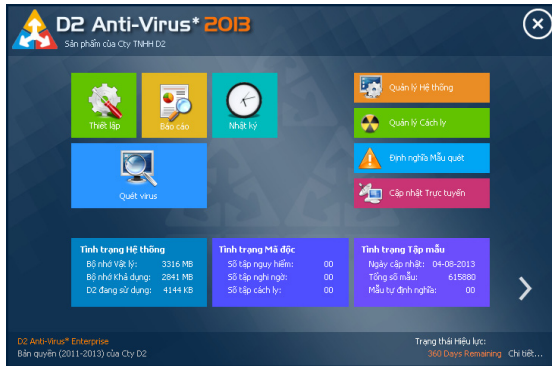 D2 Anti-Virus* 2013
Sản phẩm của Cty TNHH D2
Thiết lập
Báo cáo
Nhật ký
Quét virus
Quản lý Hệ thống
Quản lý Cách ly
Định nghĩa Mẫu quét
Cập nhật Trực tuyến
Tình trạng Hệ thống
Bộ nhớ Vật lý: 3316 MB
Bộ nhớ Khả dụng: 2841 MB
D2 đang sử dụng: 4144 KB
Tình trạng Mã độc
Số tập nguy hiểm: 00
Số tập nghi ngờ: 00
Số tập cách ly: 00
Tình trạng Tập mẫu
Ngày cập nhật: 04-08-2013
Tổng số mẫu: 615880
Mẫu tự định nghĩa: 00
D2 Anti-Virus* Enterprise
Bản quyền (2011-2013) của Cty D2
Trạng thái Hiệu lực:
360 Days Remaining Chi tiết...